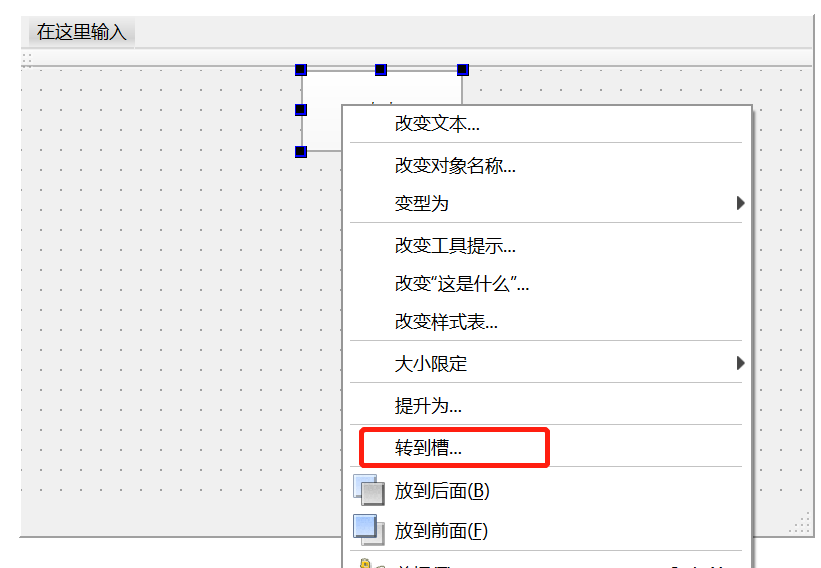 在这里输入
改变文本...
改变对象名称...
变型为
改变工具提示...
改变“这是什么”...
改变样式表...
大小限定
提升为...
转到槽...
放到后面(B)
放到前面(F)